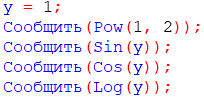 y = 1;
Сообщить(Pow(1, 2));
Сообщить(Sin(y));
Сообщить(Cos(y));
Сообщить(Log(y));